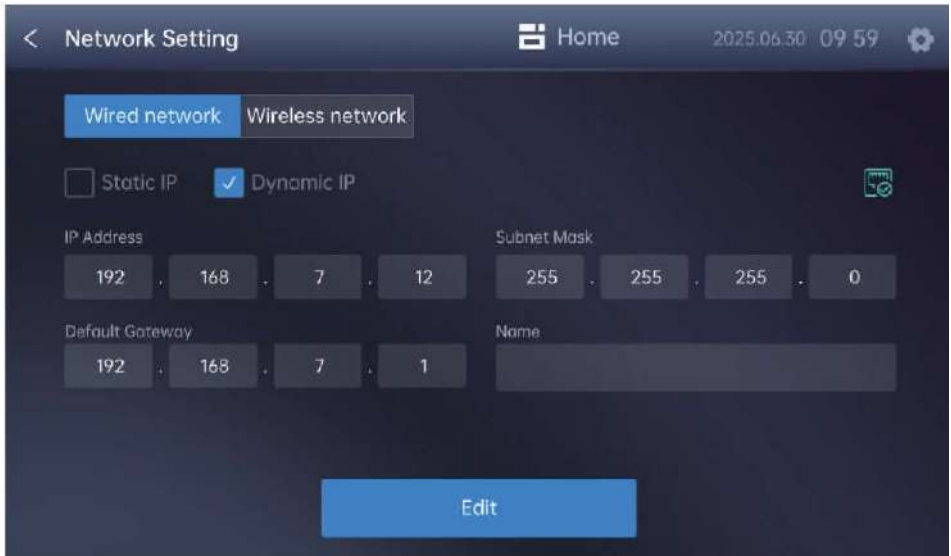 Network Setting Home 2025.06.30 09 59
Wired network Wireless network
Static IP Dynamic IP
IP Address Subnet Mask
192 . 168 . 7 . 12 255 . 255 . 255 . 0
Default Gateway Name
192 . 168 . 7 . 1
Edit